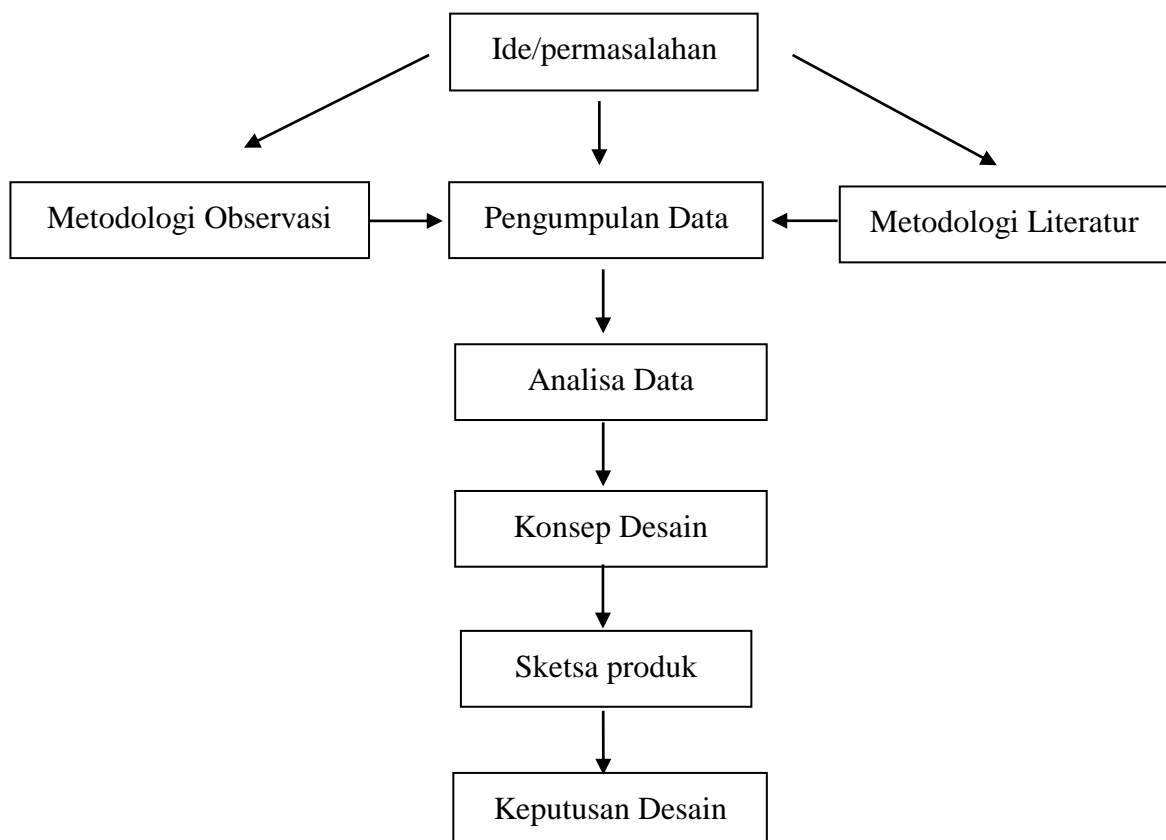 Ide/permasalahan
Metodologi Observasi
Pengumpulan Data
Metodologi Literatur
Analisa Data
Konsep Desain
Sketsa produk
Keputusan Desain